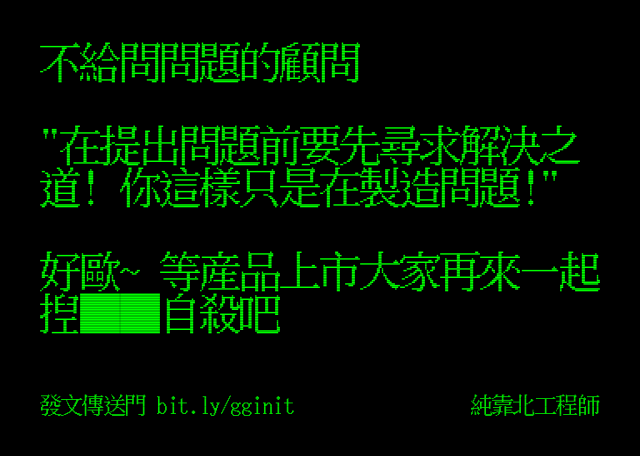 不給問問題的顧問
"在提出問題前要先尋求解決之
道! 你這樣只是在製造問題!"
好歐~ 等產品上市大家再來一起
捏▓▓自殺吧
發文傳送門 bit.ly/gginit
純靠北工程師